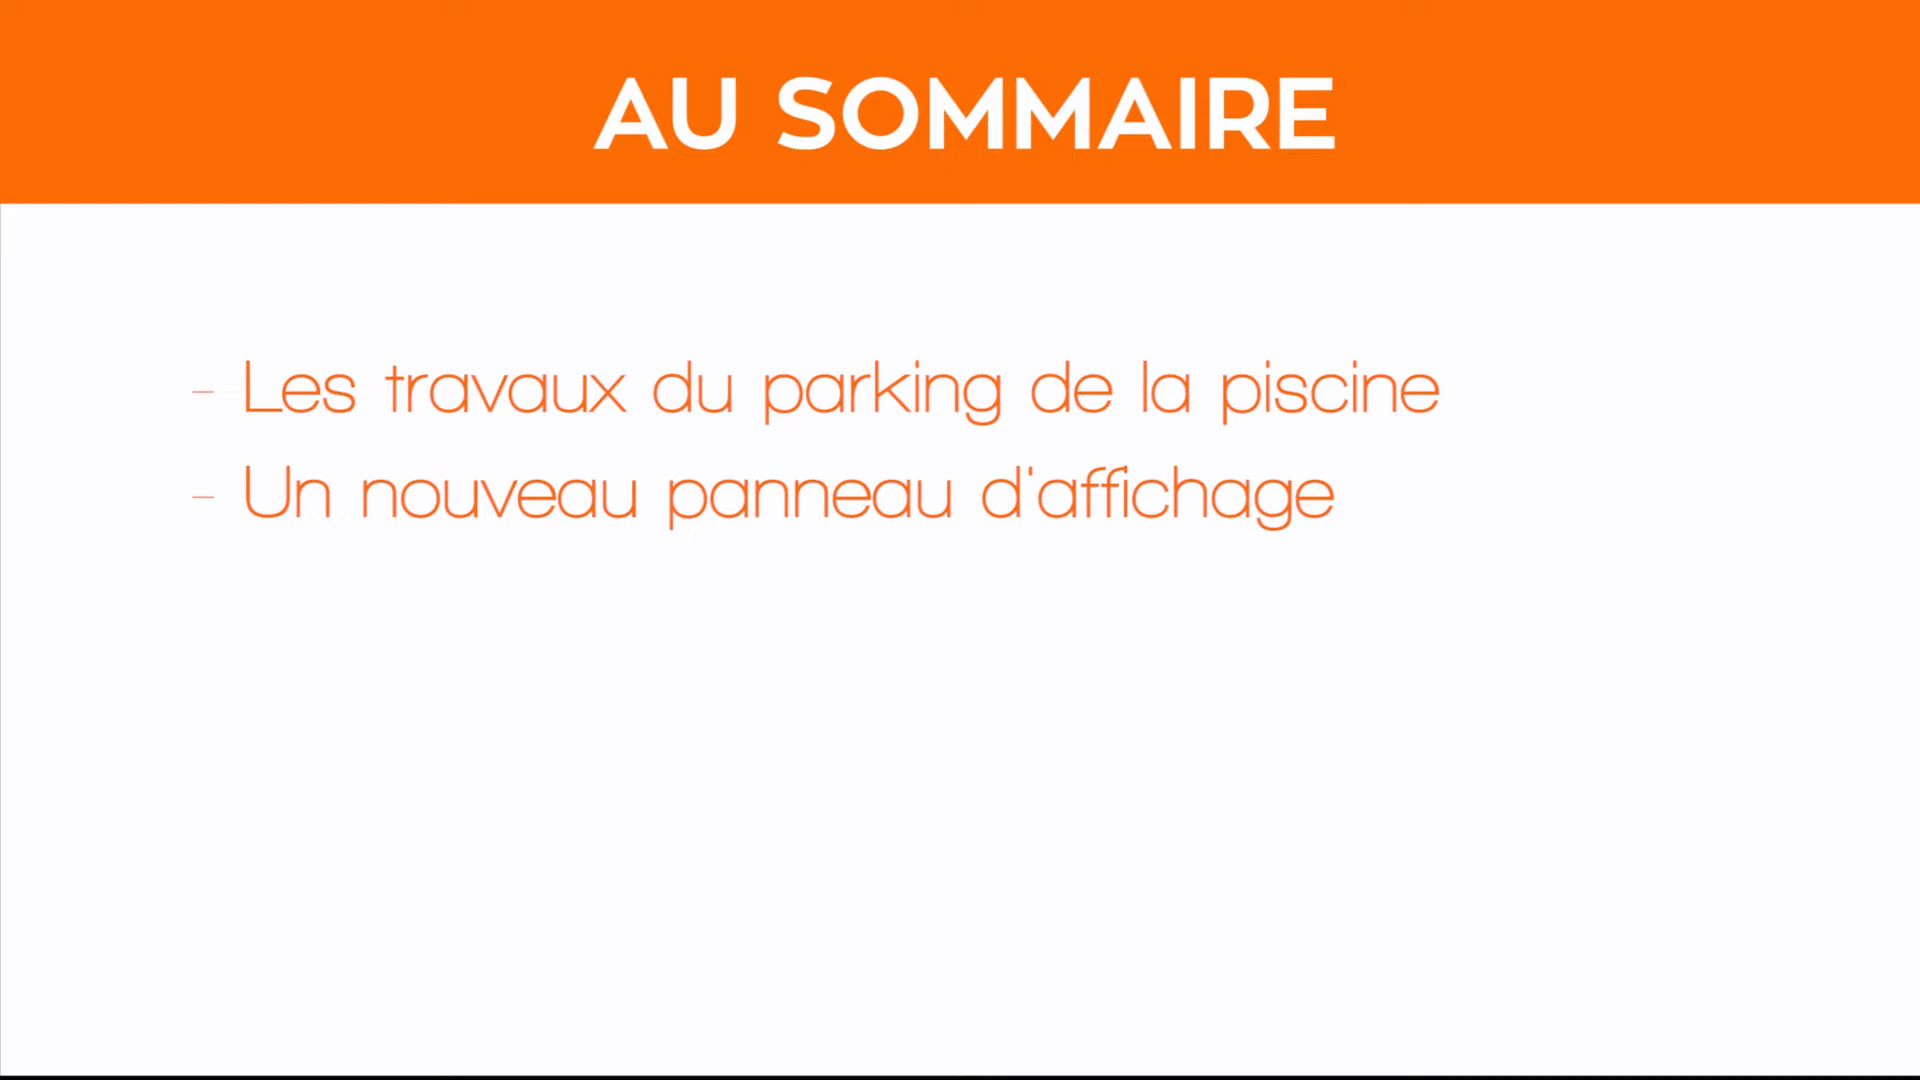 AU SOMMAIRE
- Les travaux du parking de la piscine
- Un nouveau panneau d'affichage